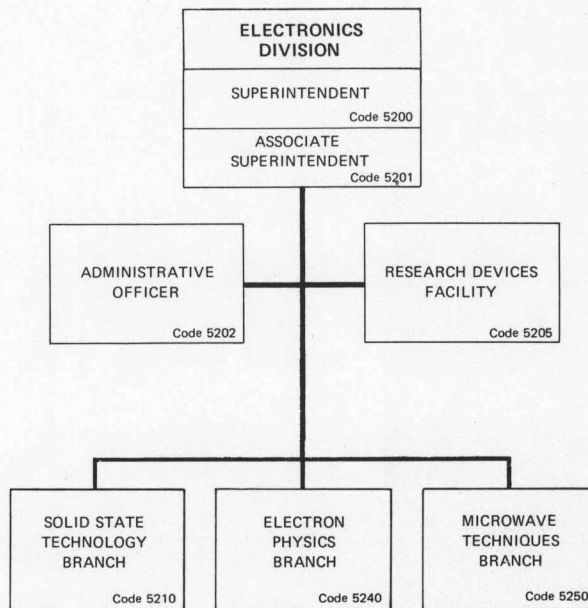 ELECTRONICS
DIVISION
SUPERINTENDENT
Code 5200
ASSOCIATE
SUPERINTENDENT
Code 5201
ADMINISTRATIVE
OFFICER
Code 5202
RESEARCH DEVICES
FACILITY
Code 5205
SOLID STATE
TECHNOLOGY
BRANCH
Code 5210
ELECTRON
PHYSICS
BRANCH
Code 5240
MICROWAVE
TECHNIQUES
BRANCH
Code 5250